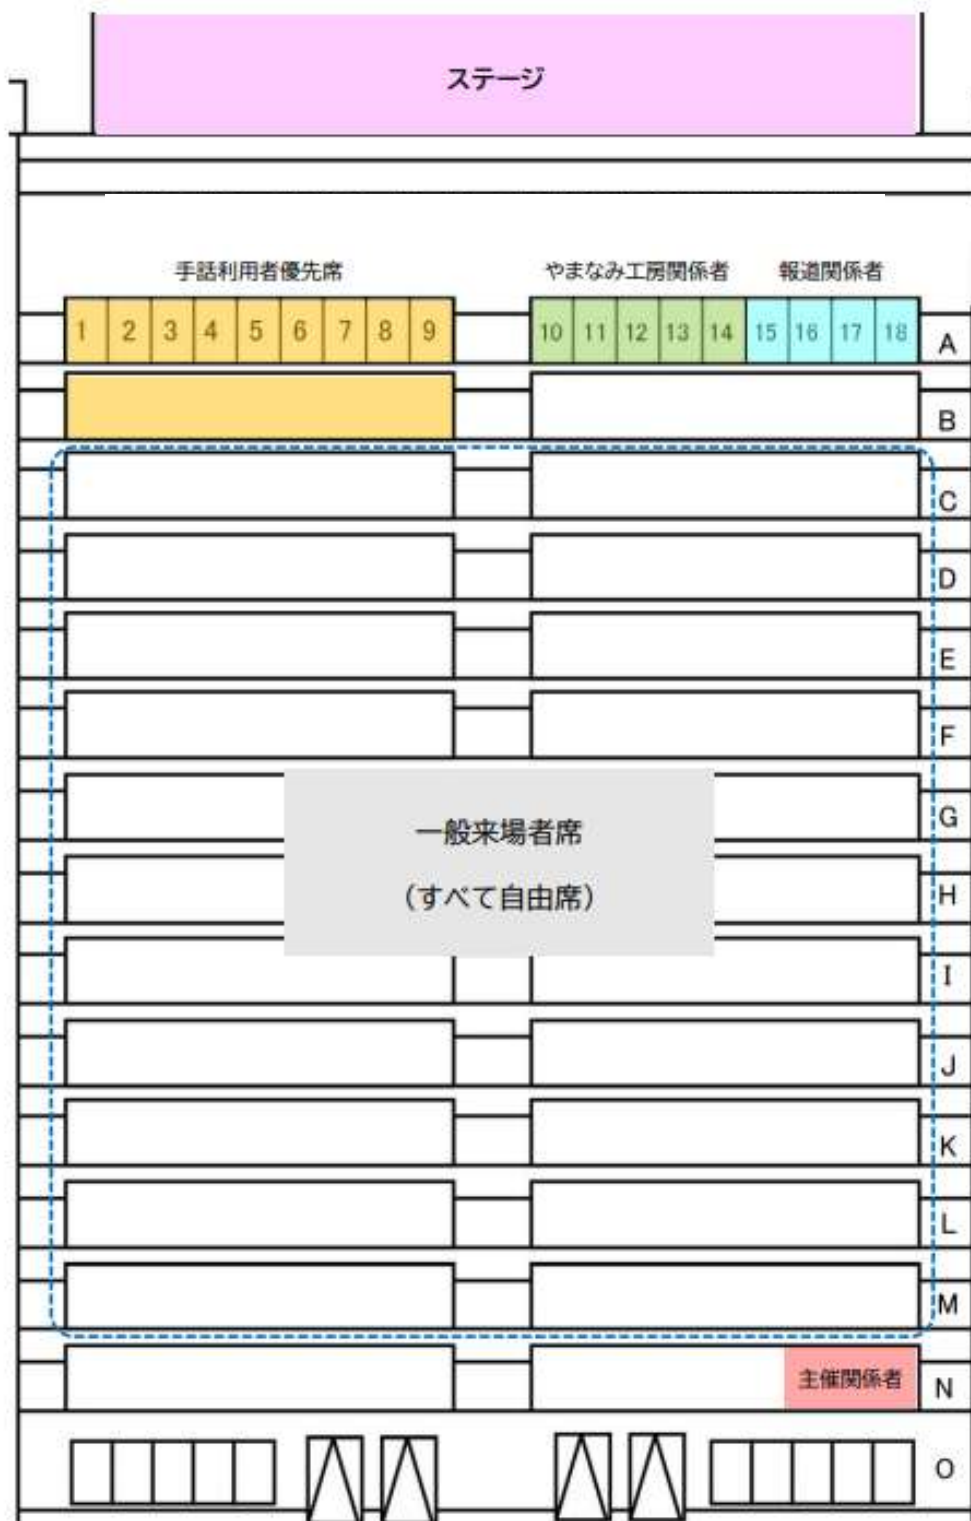 ステージ
手話利用者優先席 やまなみ工房関係者 報道関係者
1 2 3 4 5 6 7 8 9 10 11 12 13 14 15 16 17 18 A
B
C
D
E
F
G
一般来場者席
H
(すべて自由席)
I
J
K
L
M
主催関係者 N
O